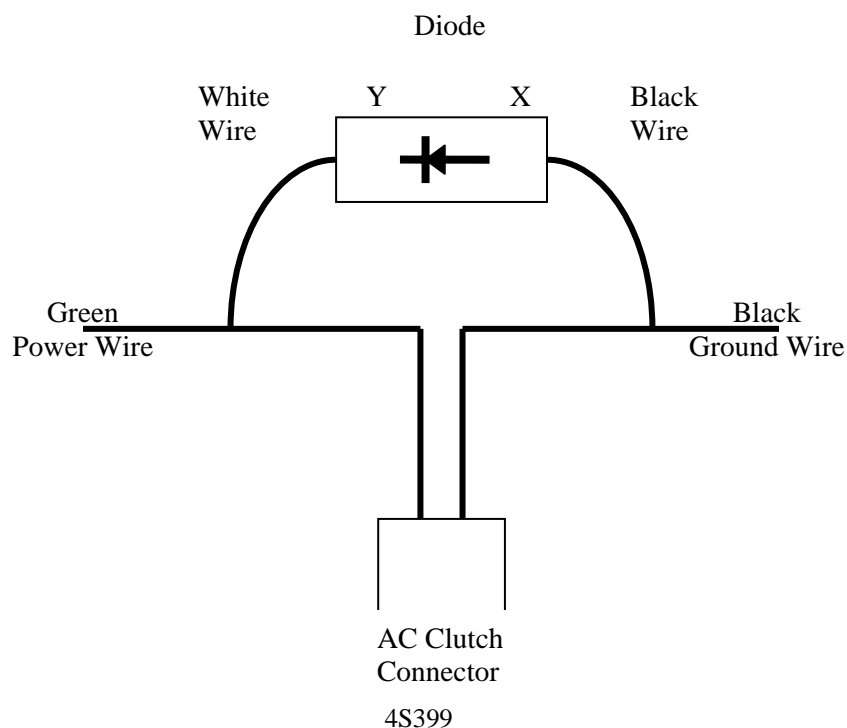 Diode
White
Wire
Y
X
Black
Wire
Green
Power Wire
Black
Ground Wire
AC Clutch
Connector
4S399